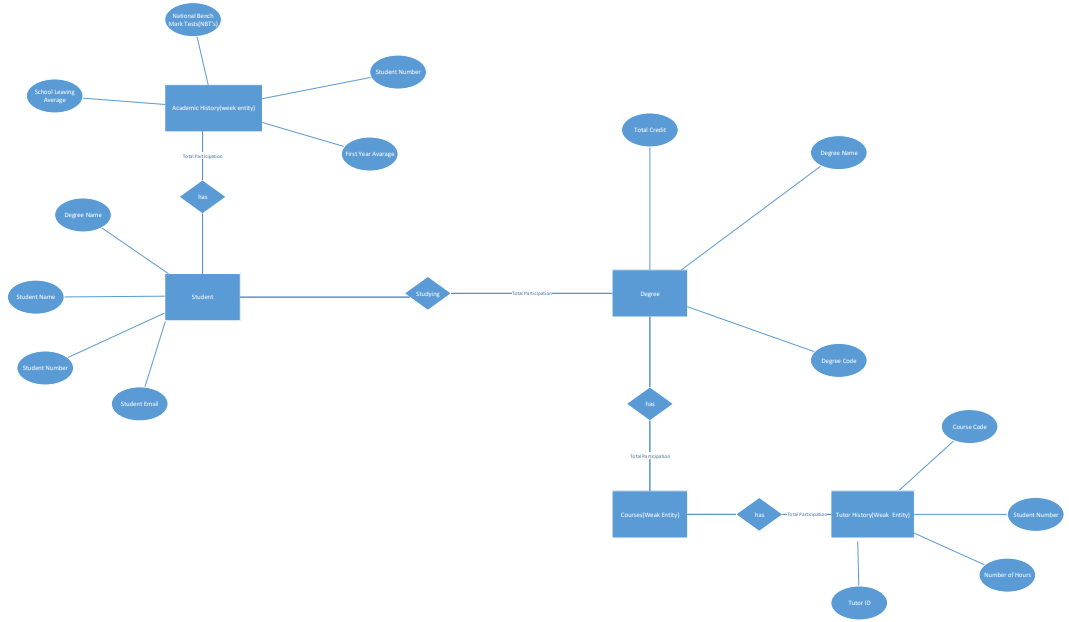 National Bench
Mark Tests(NBT's)
Student Number
School Leaving
Average
Academic History(week entity)
First Year Avarage
Total Participation
has
Degree Name
Student Name
Student
Student Number
Student Email
Studying
Total Participation
Total Credit
Degree Name
Degree
Degree Code
has
Total Participation
Courses(Weak Entity)
has
Total Participation
Tutor History(Weak Entity)
Course Code
Student Number
Number of Hours
Tutor ID